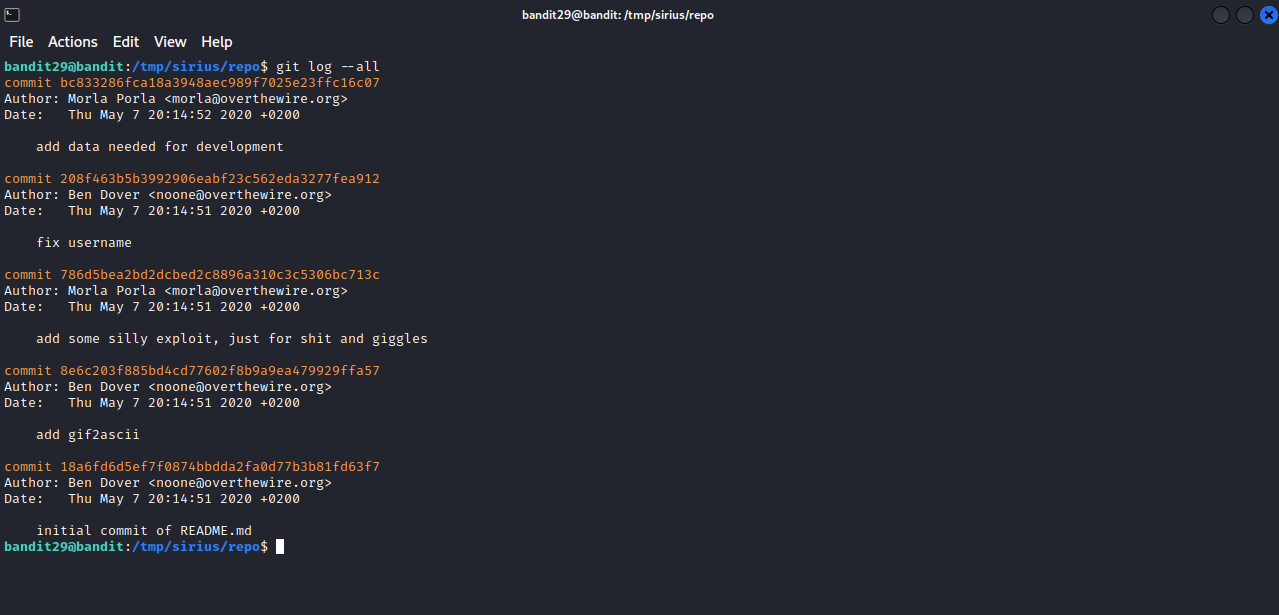 bandit29@bandit: /tmp/sirius/repo
File Actions Edit View Help
bandit29@bandit:/tmp/sirius/repo$ git log --all
commit bc833286fca18a3948aec989f7025e23ffc16c07
Author: Morla Porla <morla@overthewire.org>
Date:   Thu May 7 20:14:52 2020 +0200
    add data needed for development
commit 208f463b5b3992906eabf23c562eda3277fea912
Author: Ben Dover <noone@overthewire.org>
Date:   Thu May 7 20:14:51 2020 +0200
    fix username
commit 786d5bea2bd2dcbed2c8896a310c3c5306bc713c
Author: Morla Porla <morla@overthewire.org>
Date:   Thu May 7 20:14:51 2020 +0200
    add some silly exploit, just for shit and giggles
commit 8e6c203f885bd4cd77602f8b9a9ea479929ffa57
Author: Ben Dover <noone@overthewire.org>
Date:   Thu May 7 20:14:51 2020 +0200
    add gif2ascii
commit 18a6fd6d5ef7f0874bbdda2fa0d77b3b81fd63f7
Author: Ben Dover <noone@overthewire.org>
Date:   Thu May 7 20:14:51 2020 +0200
    initial commit of README.md
bandit29@bandit:/tmp/sirius/repo$